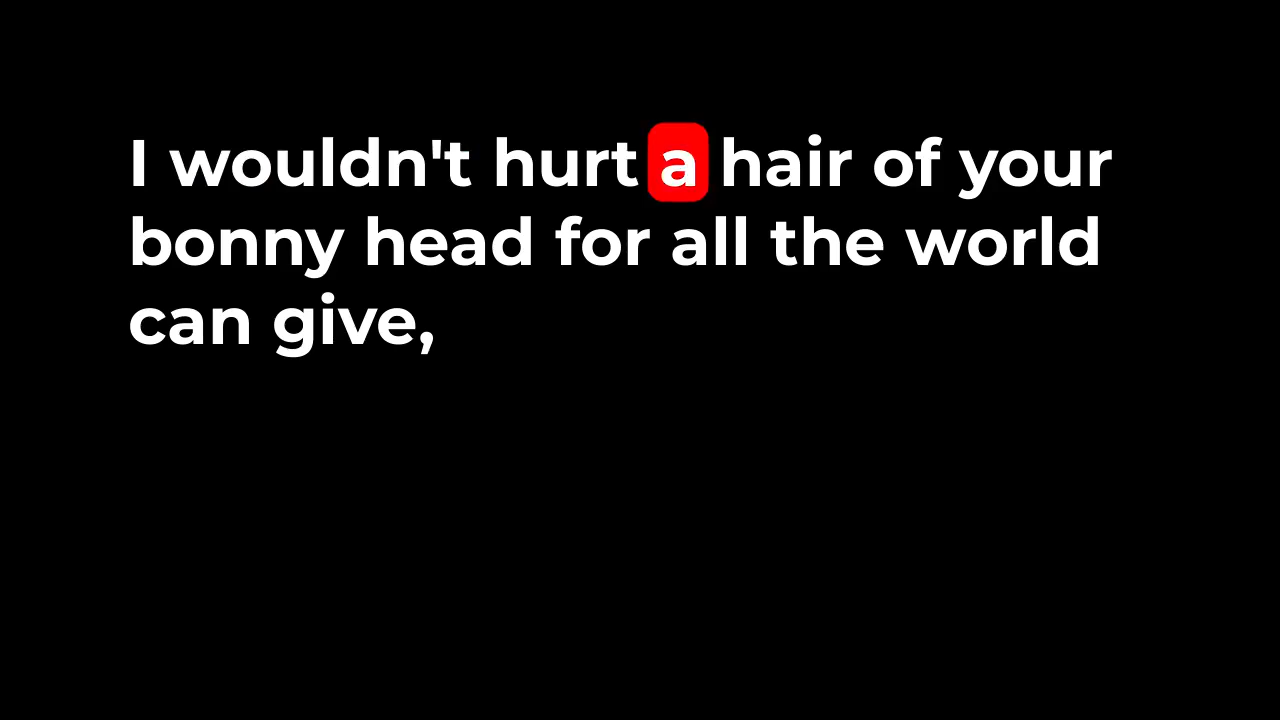 I wouldn't hurt a hair of your
bonny head for all the world
can give,